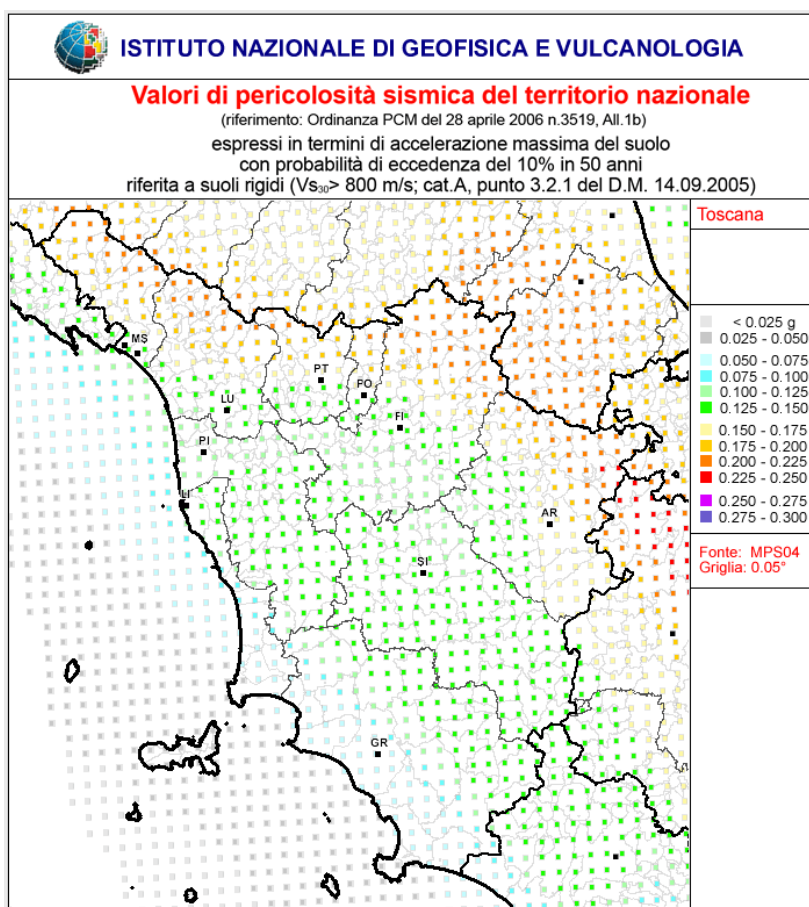 ISTITUTO NAZIONALE DI GEOFISICA E VULCANOLOGIA
Valori di pericolosità sismica del territorio nazionale
(riferimento: Ordinanza PCM del 28 aprile 2006 n.3519, All.1b)
espressi in termini di accelerazione massima del suolo
con probabilità di eccedenza del 10% in 50 anni
riferita a suoli rigidi (Vs₃₀> 800 m/s; cat.A, punto 3.2.1 del D.M. 14.09.2005)
Toscana
< 0.025 g
0.025 - 0.050
0.050 - 0.075
0.075 - 0.100
0.100 - 0.125
0.125 - 0.150
0.150 - 0.175
0.175 - 0.200
0.200 - 0.225
0.225 - 0.250
0.250 - 0.275
0.275 - 0.300
Fonte: MPS04
Griglia: 0.05°
MS
PT
PO
LU
FI
PI
LI
AR
SI
GR